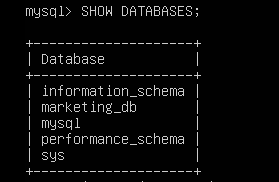 mysql> SHOW DATABASES;
+--------------------+
| Database           |
+--------------------+
| information_schema |
| marketing_db       |
| mysql              |
| performance_schema |
| sys                |
+--------------------+